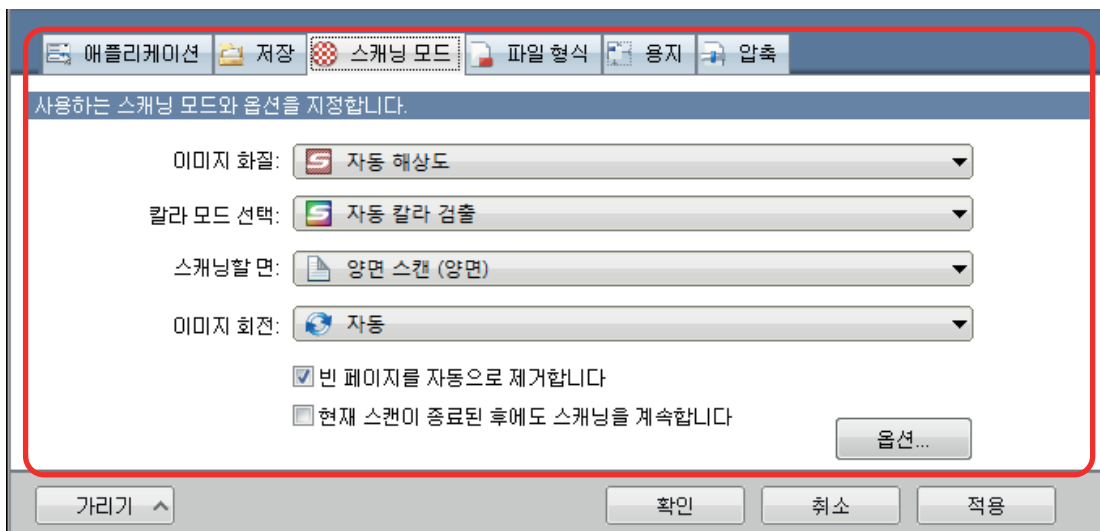 애플리케이션 저장 스캐닝 모드 파일 형식 용지 압축
사용하는 스캐닝 모드와 옵션을 지정합니다.
이미지 화질: 자동 해상도
칼라 모드 선택: 자동 칼라 검출
스캐닝할 면: 양면 스캔 (양면)
이미지 회전: 자동
빈 페이지를 자동으로 제거합니다
현재 스캔이 종료된 후에도 스캐닝을 계속합니다
옵션...
가리기 확인 취소 적용